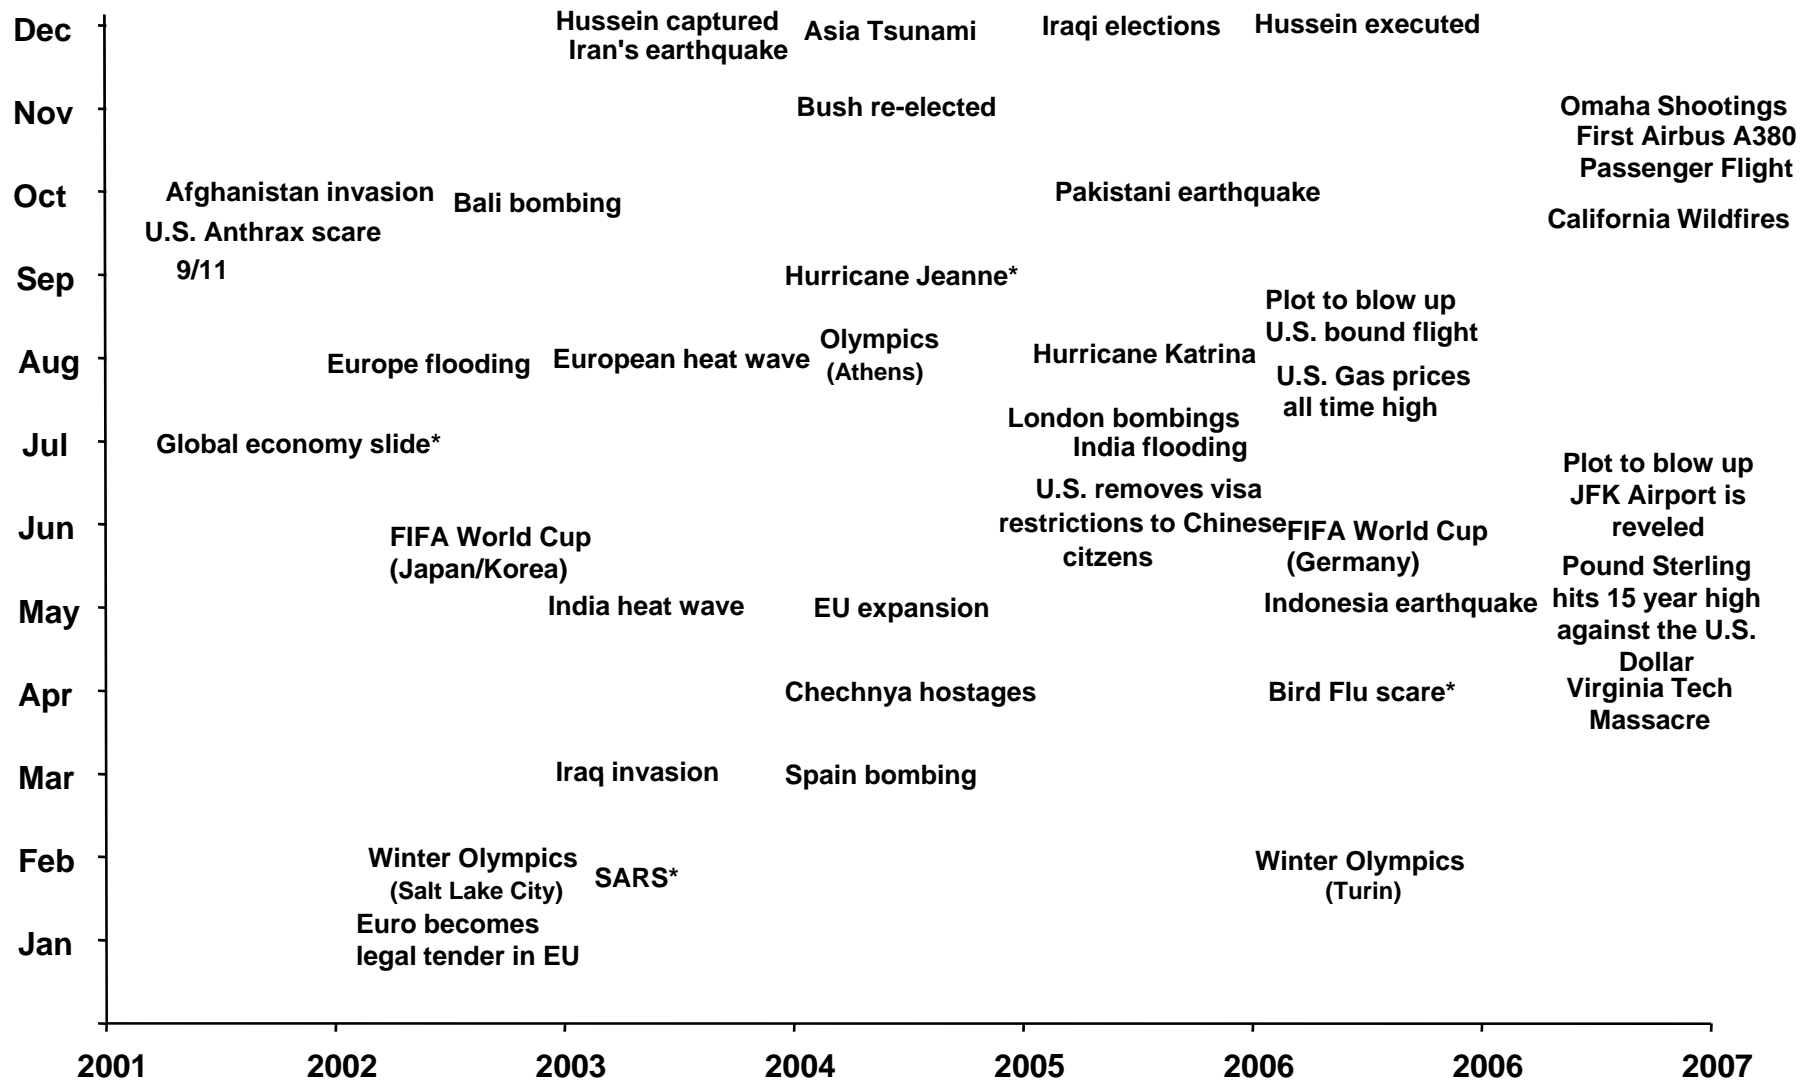 Dec
Hussein captured
Iran's earthquake
Asia Tsunami
Iraqi elections
Hussein executed
Nov
Bush re-elected
Omaha Shootings
First Airbus A380
Passenger Flight
Oct
Afghanistan invasion
Bali bombing
Pakistani earthquake
California Wildfires
U.S. Anthrax scare
9/11
Sep
Hurricane Jeanne*
Plot to blow up
U.S. bound flight
Aug
Europe flooding
European heat wave
Olympics
(Athens)
Hurricane Katrina
U.S. Gas prices
all time high
London bombings
India flooding
Jul
Global economy slide*
Plot to blow up
JFK Airport is
reveled
U.S. removes visa
restrictions to Chinese
citzens
Jun
FIFA World Cup
(Japan/Korea)
FIFA World Cup
(Germany)
Pound Sterling
hits 15 year high
against the U.S.
Dollar
May
India heat wave
EU expansion
Indonesia earthquake
Apr
Chechnya hostages
Bird Flu scare*
Virginia Tech
Massacre
Mar
Iraq invasion
Spain bombing
Feb
Winter Olympics
(Salt Lake City)
SARS*
Winter Olympics
(Turin)
Euro becomes
legal tender in EU
Jan
2001 2002 2003 2004 2005 2006 2006 2007